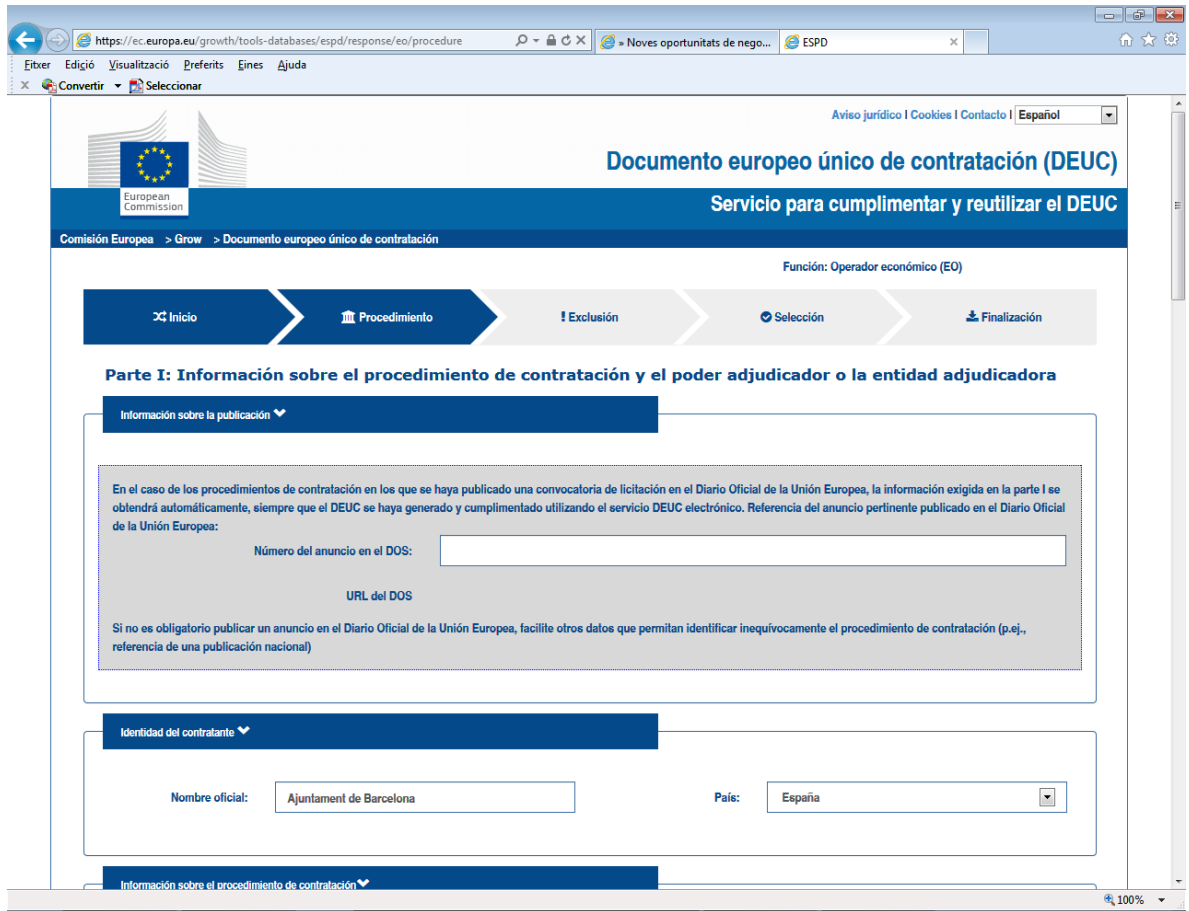 https://ec.europa.eu/growth/tools-databases/espd/response/eo/procedure
» Noves oportunitats de nego...
ESPD
Fitxer Edició Visualització Preferits Eines Ajuda
x Convertir Seleccionar
Aviso jurídico I Cookies I Contacto I Español
Documento europeo único de contratación (DEUC)
European
Commission
Servicio para cumplimentar y reutilizar el DEUC
Comisión Europea > Grow > Documento europeo único de contratación
Función: Operador económico (EO)
Inicio
Procedimiento
! Exclusión
Selección
Finalización
Parte I: Información sobre el procedimiento de contratación y el poder adjudicador o la entidad adjudicadora
Información sobre la publicación
En el caso de los procedimientos de contratación en los que se haya publicado una convocatoria de licitación en el Diario Oficial de la Unión Europea, la información exigida en la parte I se
obtendrá automáticamente, siempre que el DEUC se haya generado y cumplimentado utilizando el servicio DEUC electrónico. Referencia del anuncio pertinente publicado en el Diario Oficial
de la Unión Europea:
Número del anuncio en el DOS:
URL del DOS
Si no es obligatorio publicar un anuncio en el Diario Oficial de la Unión Europea, facilite otros datos que permitan identificar inequívocamente el procedimiento de contratación (p.ej.,
referencia de una publicación nacional)
Identidad del contratante
Nombre oficial: Ajuntament de Barcelona
País: España
Información sobre el procedimiento de contratación
100%